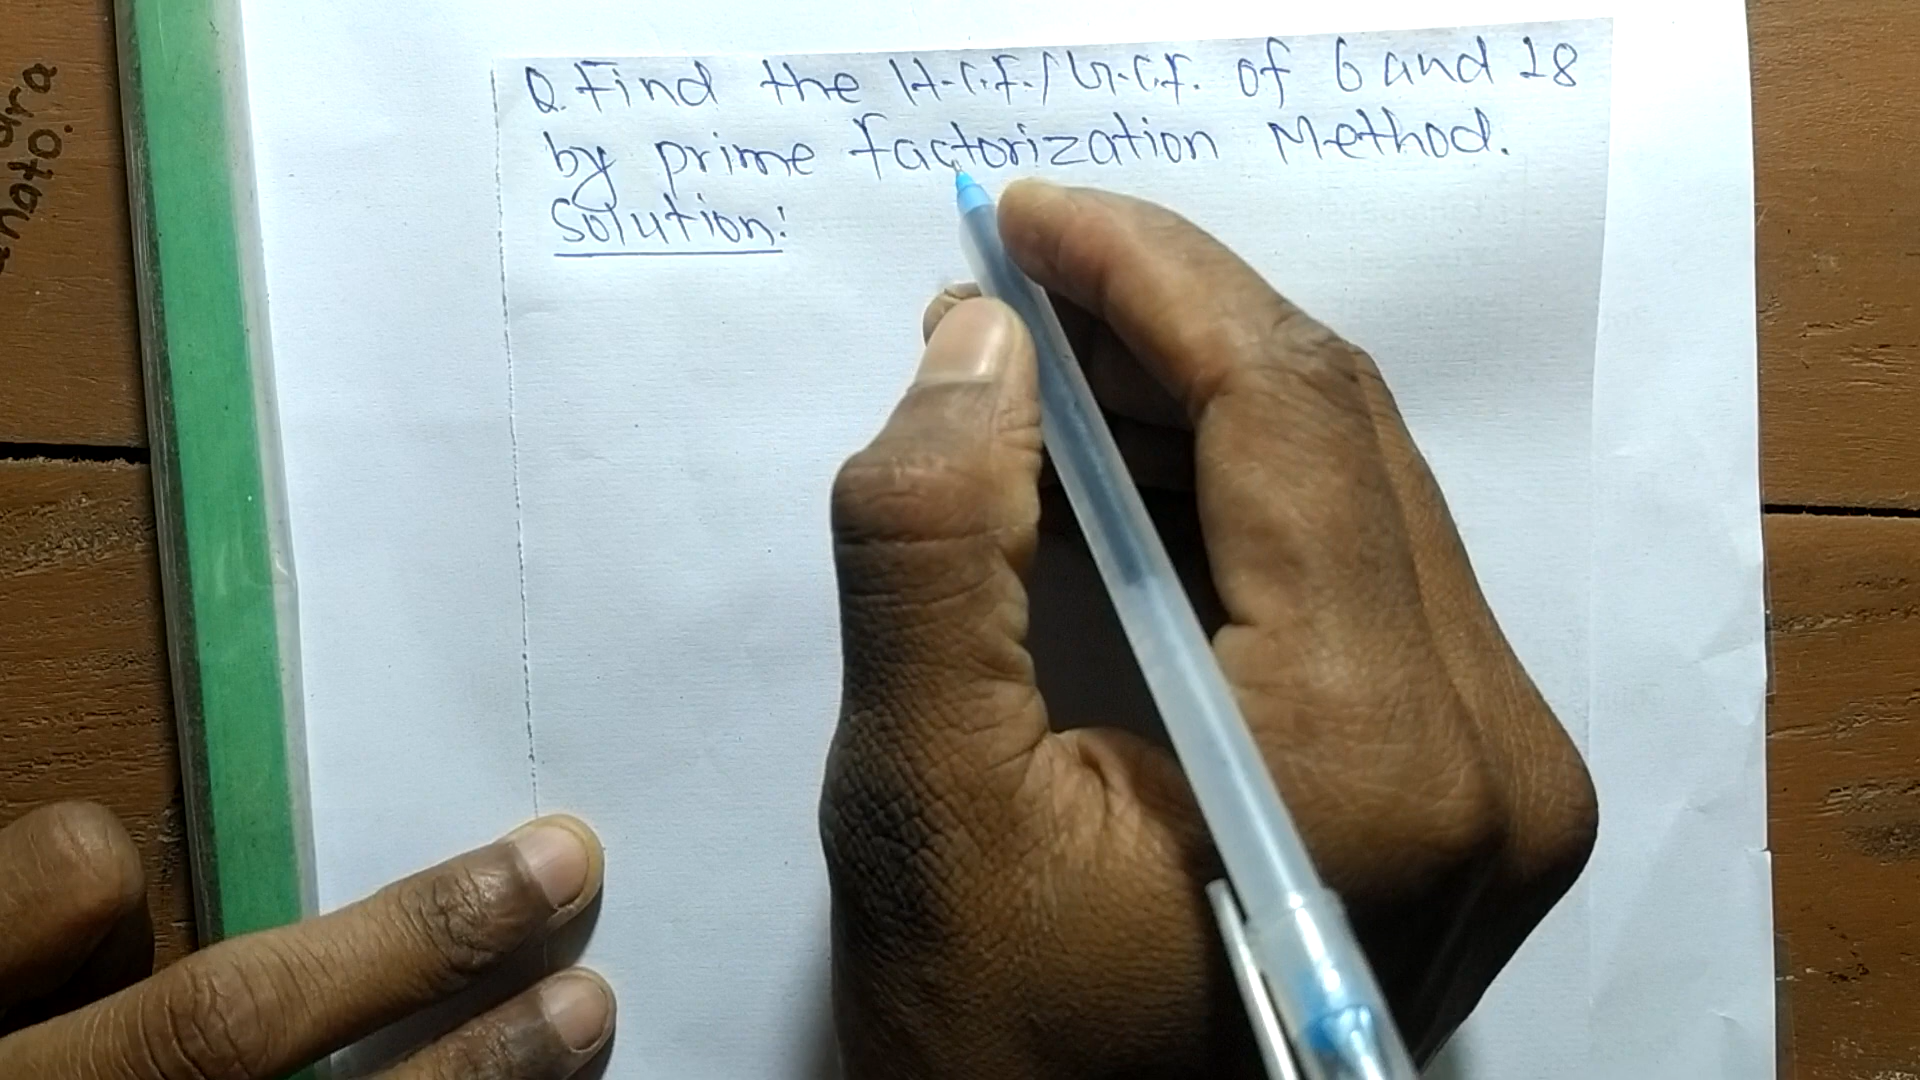 Q. Find the H.C.F./G.C.F. of 6 and 18
by prime factorization Method.
Solution: